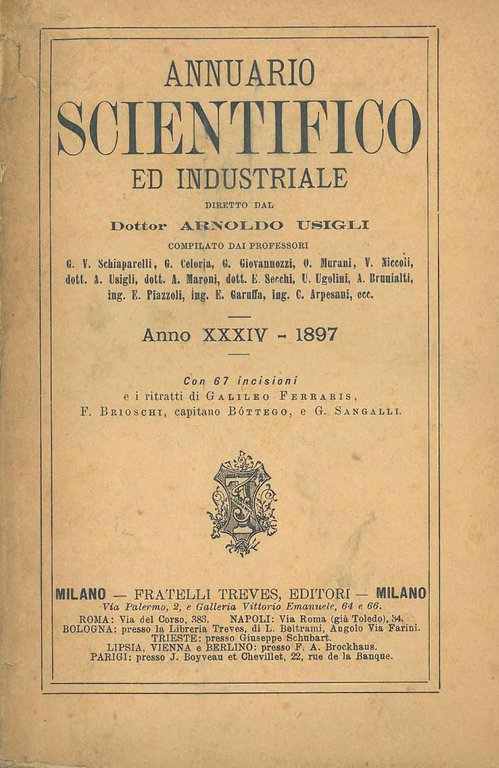 ANNUARIO
SCIENTIFICO
ED INDUSTRIALE
DIRETTO DAL
Dottor ARNOLDO USIGLI
COMPILATO DAI PROFESSORI
G. V. Schiaparelli, G. Celoria, G. Giovannozzi, O. Murani, V. Niccoli,
dott. A. Usigli, dott. A. Maroni, dott. E. Secchi, U. Ugolini, A. Brunialti,
ing. E. Piazzoli, ing. E. Garuffa, ing. C. Arpesani, ecc.
Anno XXXIV - 1897
Con 67 incisioni
e i ritratti di GALILEO FERRARIS,
F. BRIOSCHI, capitano BÓTTEGO, e G. SANGALLI.
MILANO — FRATELLI TREVES, EDITORI — MILANO
Via Palermo, 2, e Galleria Vittorio Emanuele, 64 e 66.
ROMA: Via del Corso, 383. NAPOLI: Via Roma (già Toledo), 34.
BOLOGNA: presso la Libreria Treves, di L. Beltrami, Angolo Via Farini.
TRIESTE: presso Giuseppe Schubart.
LIPSIA, VIENNA e BERLINO: presso F. A. Brockhaus.
PARIGI: presso J. Boyveau et Chevillet, 22, rue de la Banque.